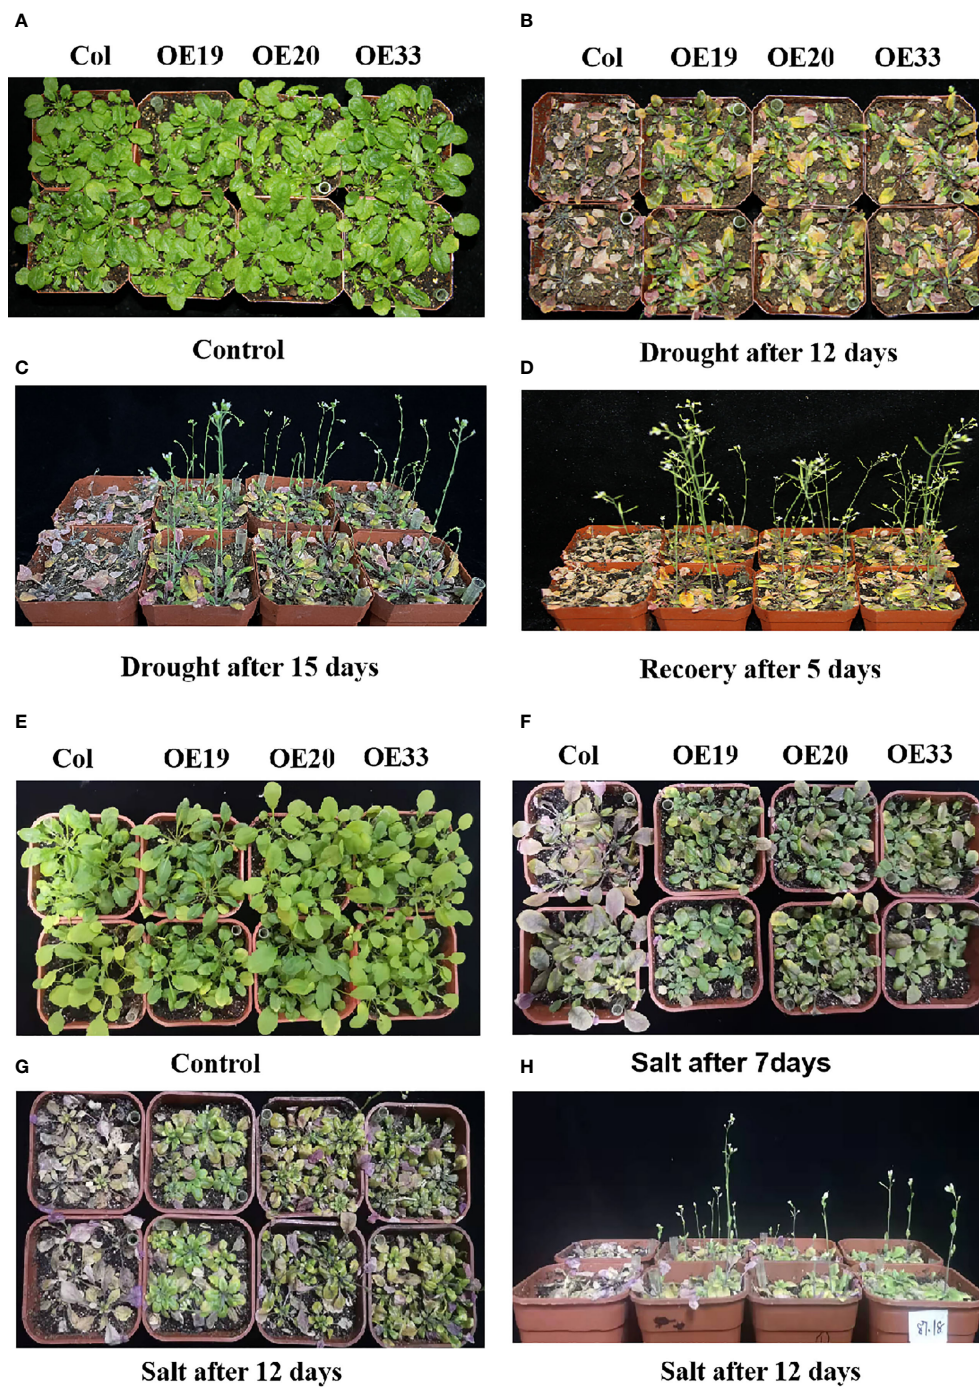 A
B
Col OE19 OE20 OE33
Col OE19 OE20 OE33
Control
Drought after 12 days
C
D
Drought after 15 days
Recoery after 5 days
E
F
Col OE19 OE20 OE33
Col OE19 OE20 OE33
Control
Salt after 7days
G
H
Salt after 12 days
Salt after 12 days